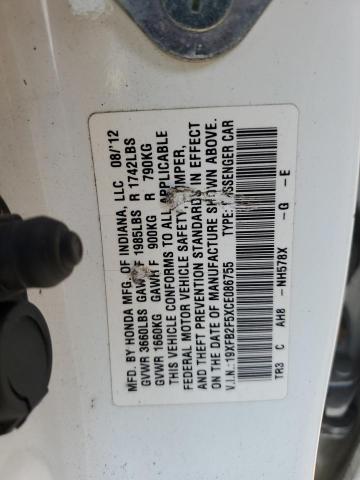 MFD. BY HONDA MFG. OF INDIANA, LLC 08/'12
GVWR 3660LBS GAWR F 1985LBS R 1742LBS
GVWR 1660KG GAWR F 900KG R 790KG
THIS VEHICLE CONFORMS TO ALL APPLICABLE
FEDERAL MOTOR VEHICLE SAFETY, BUMPER,
AND THEFT PREVENTION STANDARDS IN EFFECT
ON THE DATE OF MANUFACTURE SHOWN ABOVE.
V.I.N.: 19XFB2F5XCE086755 TYPE: PASSENGER CAR
TR3 C AH8 - NH578X - G - E